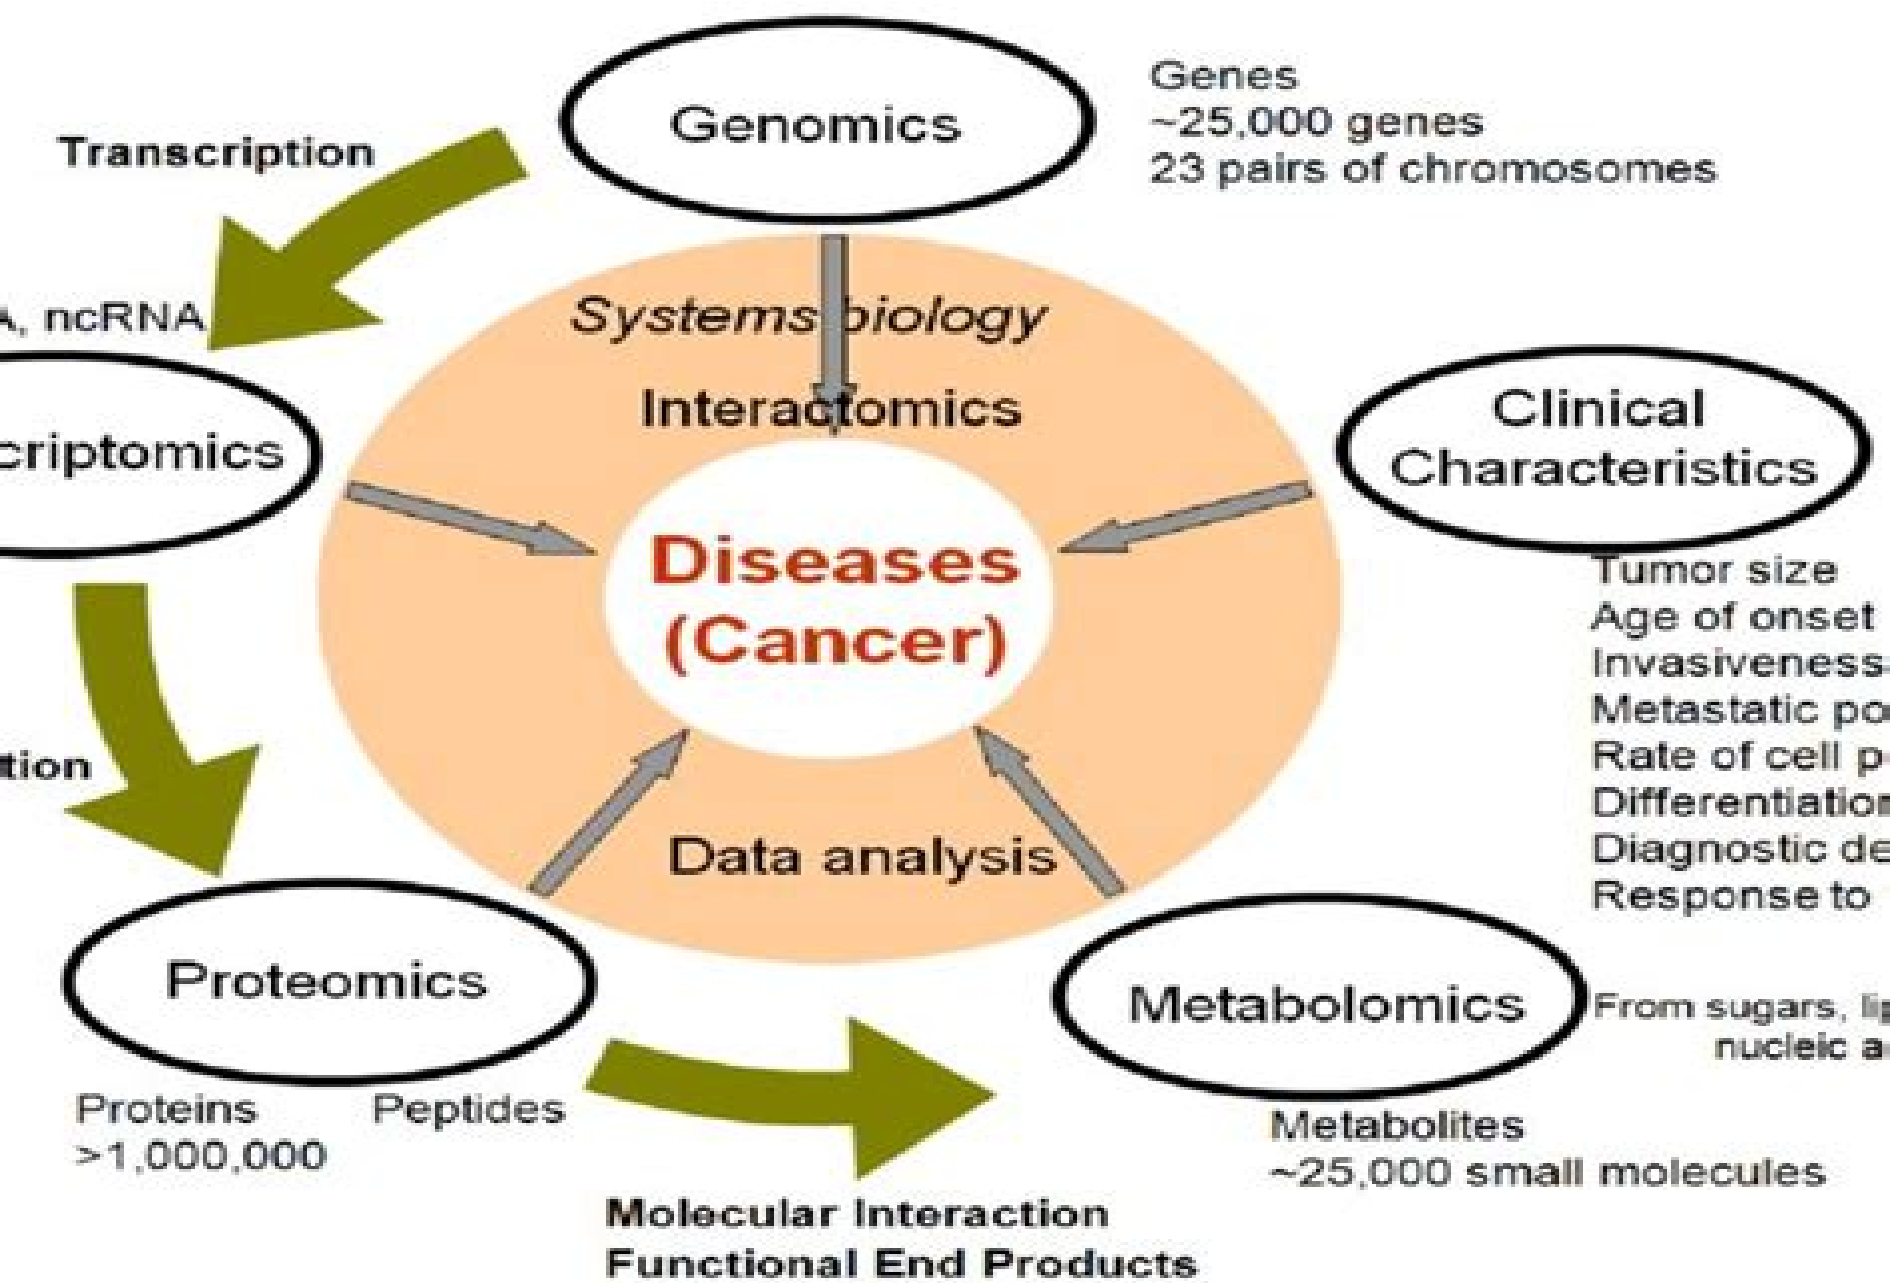 Genomics
Genes
~25,000 genes
23 pairs of chromosomes
Transcription
A, ncRNA
criptomics
Systems biology
Interactomics
Clinical
Characteristics
Diseases
(Cancer)
Tumor size
Age of onset
Invasiveness
Metastatic po
Rate of cell p
Differentiation
Diagnostic de
Response to
tion
Data analysis
Proteomics
Proteins Peptides
>1,000,000
Metabolomics
From sugars, lip
nucleic a
Metabolites
~25,000 small molecules
Molecular Interaction
Functional End Products